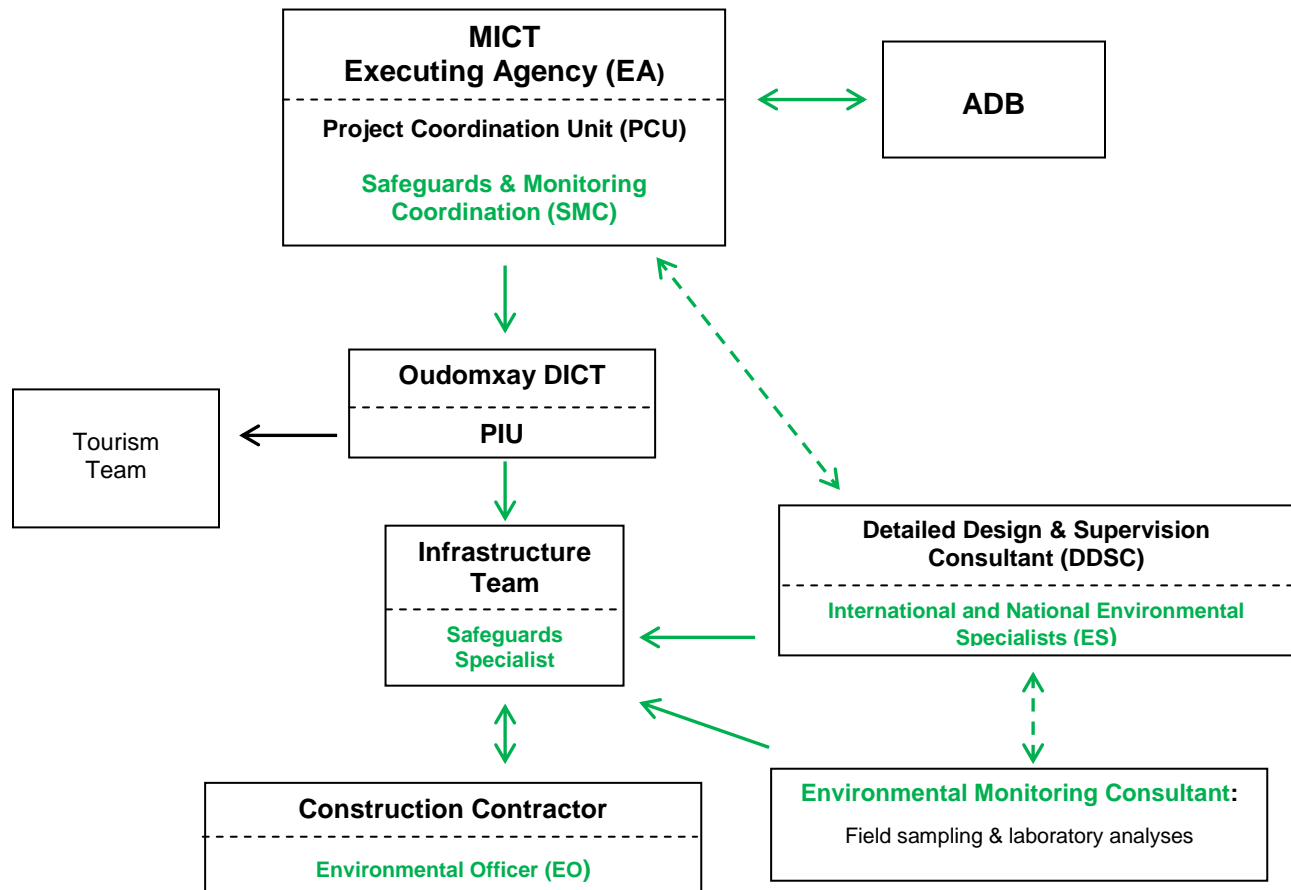 MICT
Executing Agency (EA)
Project Coordination Unit (PCU)
Safeguards & Monitoring
Coordination (SMC)
ADB
Oudomxay DICT
PIU
Tourism
Team
Infrastructure
Team
Safeguards
Specialist
Detailed Design & Supervision
Consultant (DDSC)
International and National Environmental
Specialists (ES)
Construction Contractor
Environmental Officer (EO)
Environmental Monitoring Consultant:
Field sampling & laboratory analyses